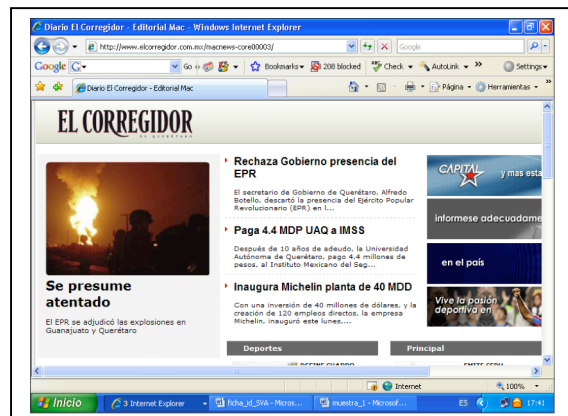 Diario El Corregidor - Editorial Mac - Windows Internet Explorer
http://www.elcorregidor.com.mx/macnews-core00003/
Google
Google
Go
Bookmarks
208 blocked
Check
AutoLink
Settings
Diario El Corregidor - Editorial Mac
Página
Herramientas
EL CORREGIDOR
DE QUERÉTARO
Se presume
atentado
El EPR se adjudicó las explosiones en
Guanajuato y Querétaro
Rechaza Gobierno presencia del
EPR
El secretario de Gobierno de Querétaro, Alfredo
Botello, descartó la presencia del Ejército Popular
Revolucionario (EPR) en l...
Paga 4.4 MDP UAQ a IMSS
Después de 10 años de adeudo, la Universidad
Autónoma de Querétaro, pago 4.4 millones de
pesos, al Instituto Mexicano del Seg...
Inaugura Michelin planta de 40 MDD
Con una inversión de 40 millones de dólares, y la
creación de 120 empleos directos, la empresa
Michelin, inauguró este lunes....
CAPITAL
y mas esta
informese adecuadame
en el país
Vive la pasión
deportiva en
Deportes
Principal
Internet
100%
Inicio
3 Internet Explorer
ficha_id_SVA - Micros...
muestra_1 - Microsof...
ES
17:41